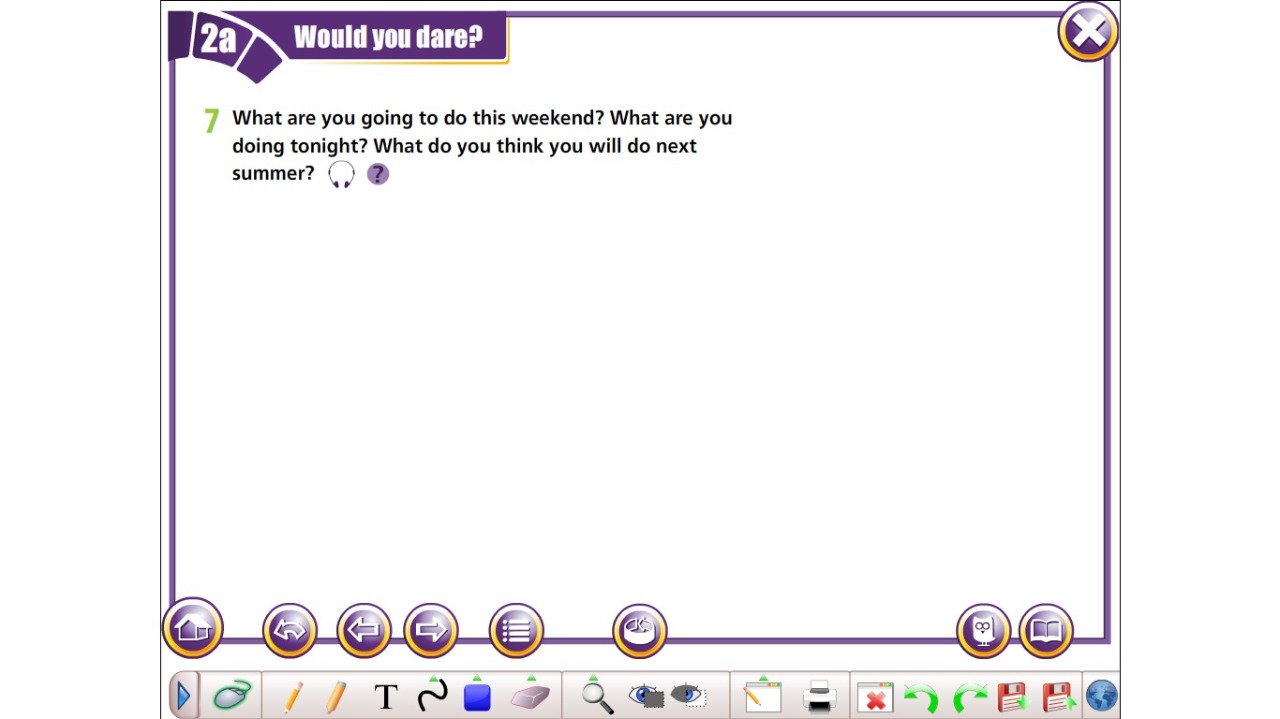 2a Would you dare?
7 What are you going to do this weekend? What are you
doing tonight? What do you think you will do next
summer? ?
T